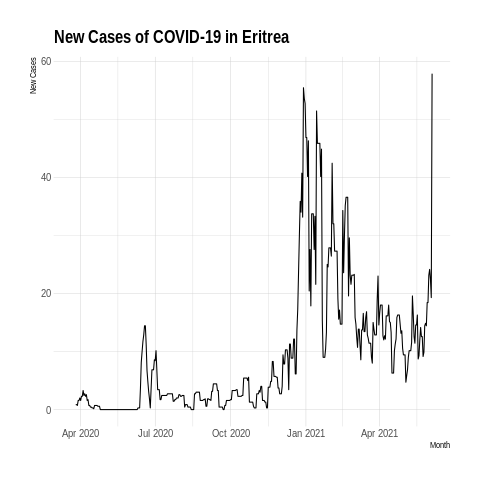 New Cases of COVID-19 in Eritrea
New Cases
60
40
20
0
Apr 2020 Jul 2020 Oct 2020 Jan 2021 Apr 2021
Month